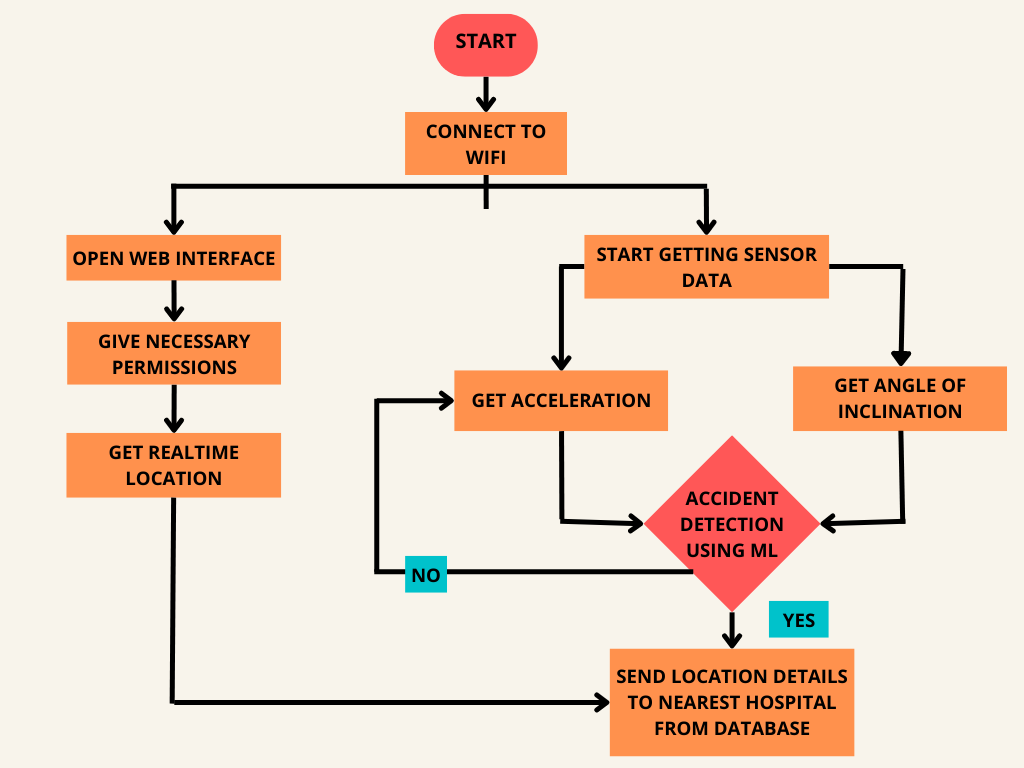 START
CONNECT TO
WIFI
OPEN WEB INTERFACE
START GETTING SENSOR
DATA
GIVE NECESSARY
PERMISSIONS
GET ACCELERATION
GET ANGLE OF
INCLINATION
GET REALTIME
LOCATION
ACCIDENT
DETECTION
USING ML
NO
YES
SEND LOCATION DETAILS
TO NEAREST HOSPITAL
FROM DATABASE